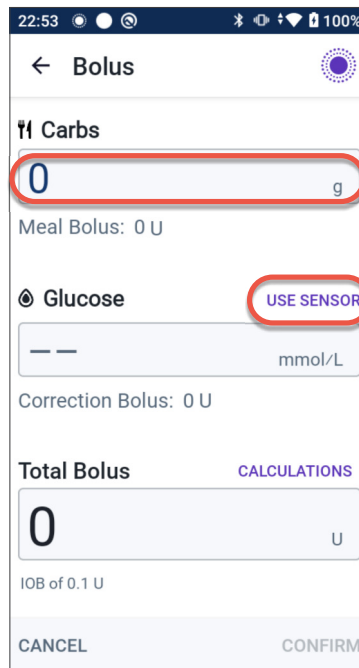 22:53 100%
Bolus
Carbs
0 g
Meal Bolus: 0 U
Glucose USE SENSOR
-- mmol/L
Correction Bolus: 0 U
Total Bolus CALCULATIONS
0 U
IOB of 0.1 U
CANCEL CONFIRM